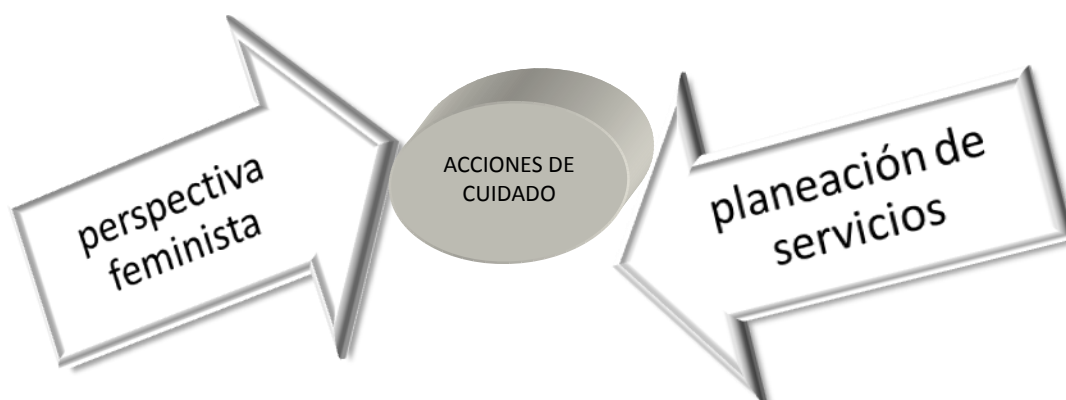 perspectiva
feminista
ACCIONES DE
CUIDADO
planeación de
servicios